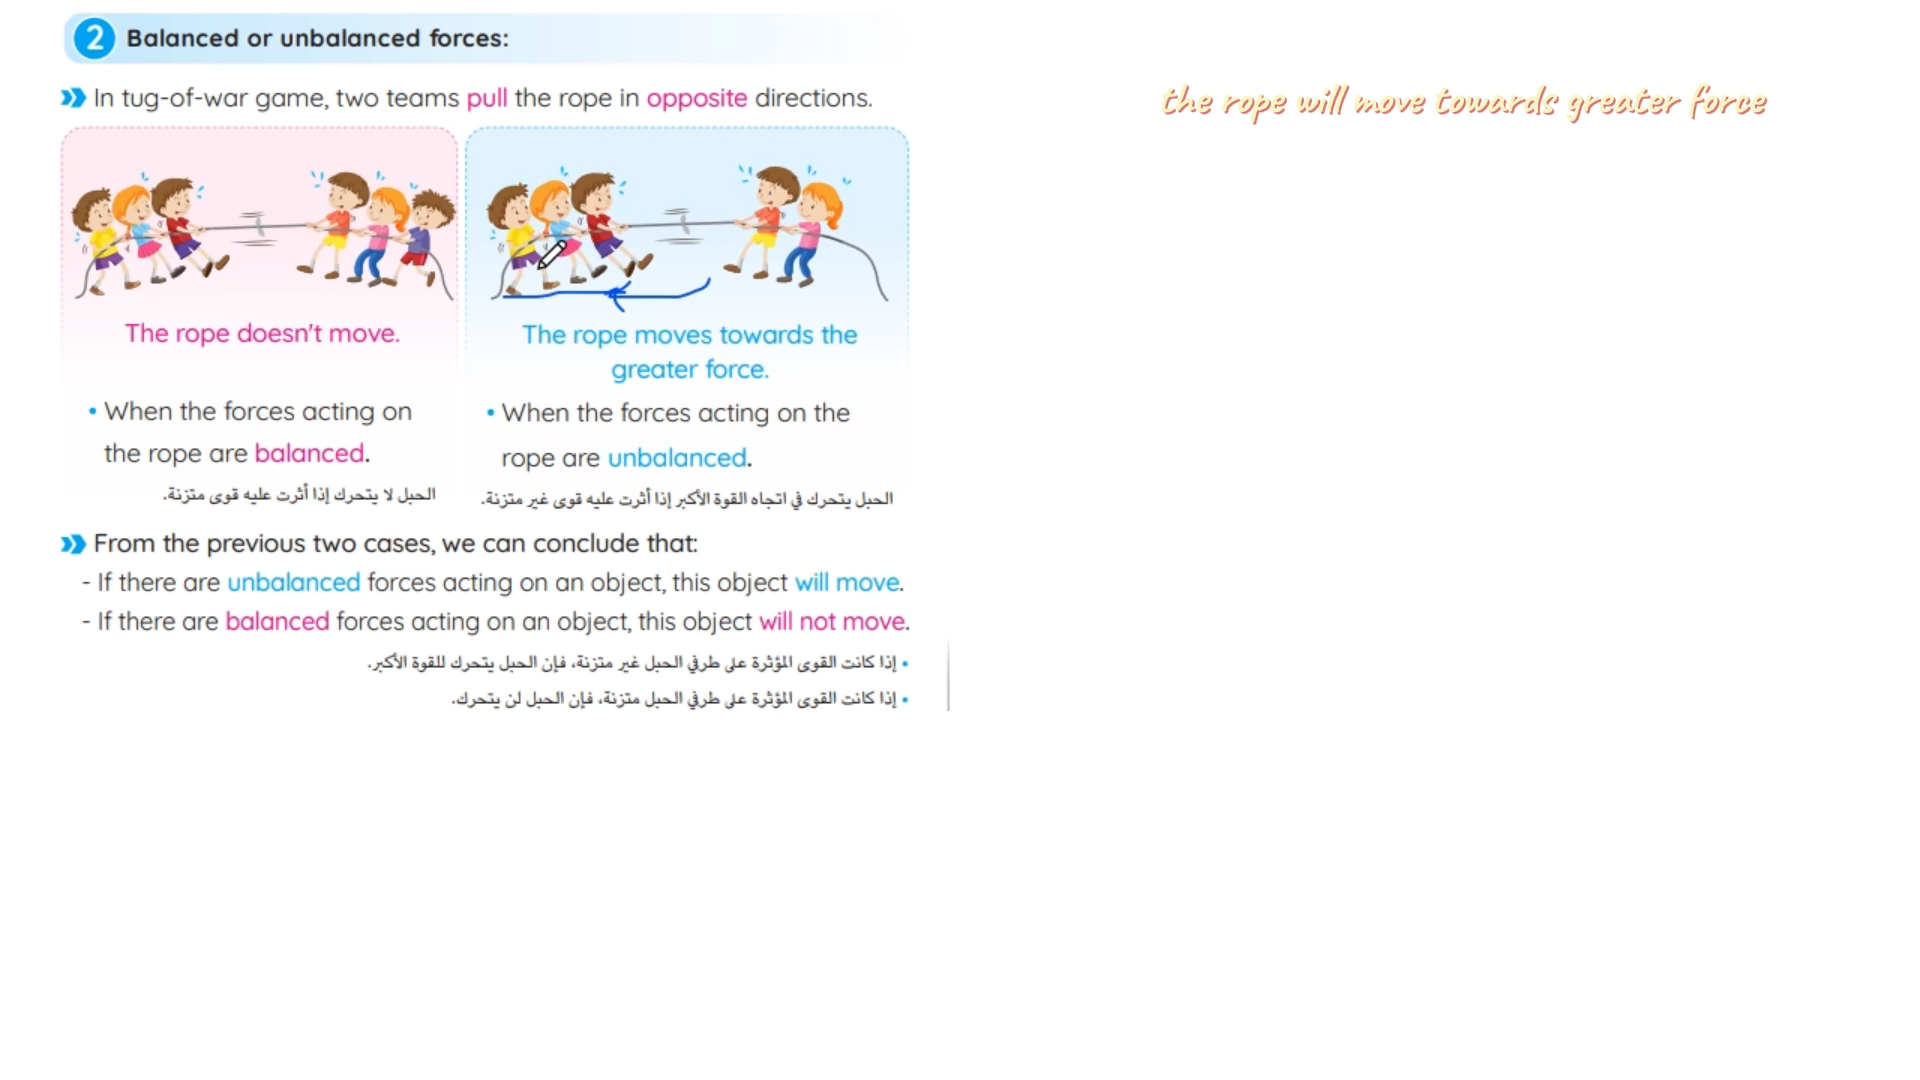 2 Balanced or unbalanced forces:
In tug-of-war game, two teams pull the rope in opposite directions.
The rope doesn't move.
• When the forces acting on
the rope are balanced.
الحبل لا يتحرك إذا أثرت عليه قوى متزنة.
The rope moves towards the
greater force.
• When the forces acting on the
rope are unbalanced.
الحبل يتحرك في اتجاه القوة الأكبر إذا أثرت عليه قوى غير متزنة.
From the previous two cases, we can conclude that:
- If there are unbalanced forces acting on an object, this object will move.
- If there are balanced forces acting on an object, this object will not move.
• إذا كانت القوى المؤثرة على طرفي الحبل غير متزنة، فإن الحبل يتحرك للقوة الأكبر.
• إذا كانت القوى المؤثرة على طرفي الحبل متزنة، فإن الحبل لن يتحرك.
the rope will move towards greater force